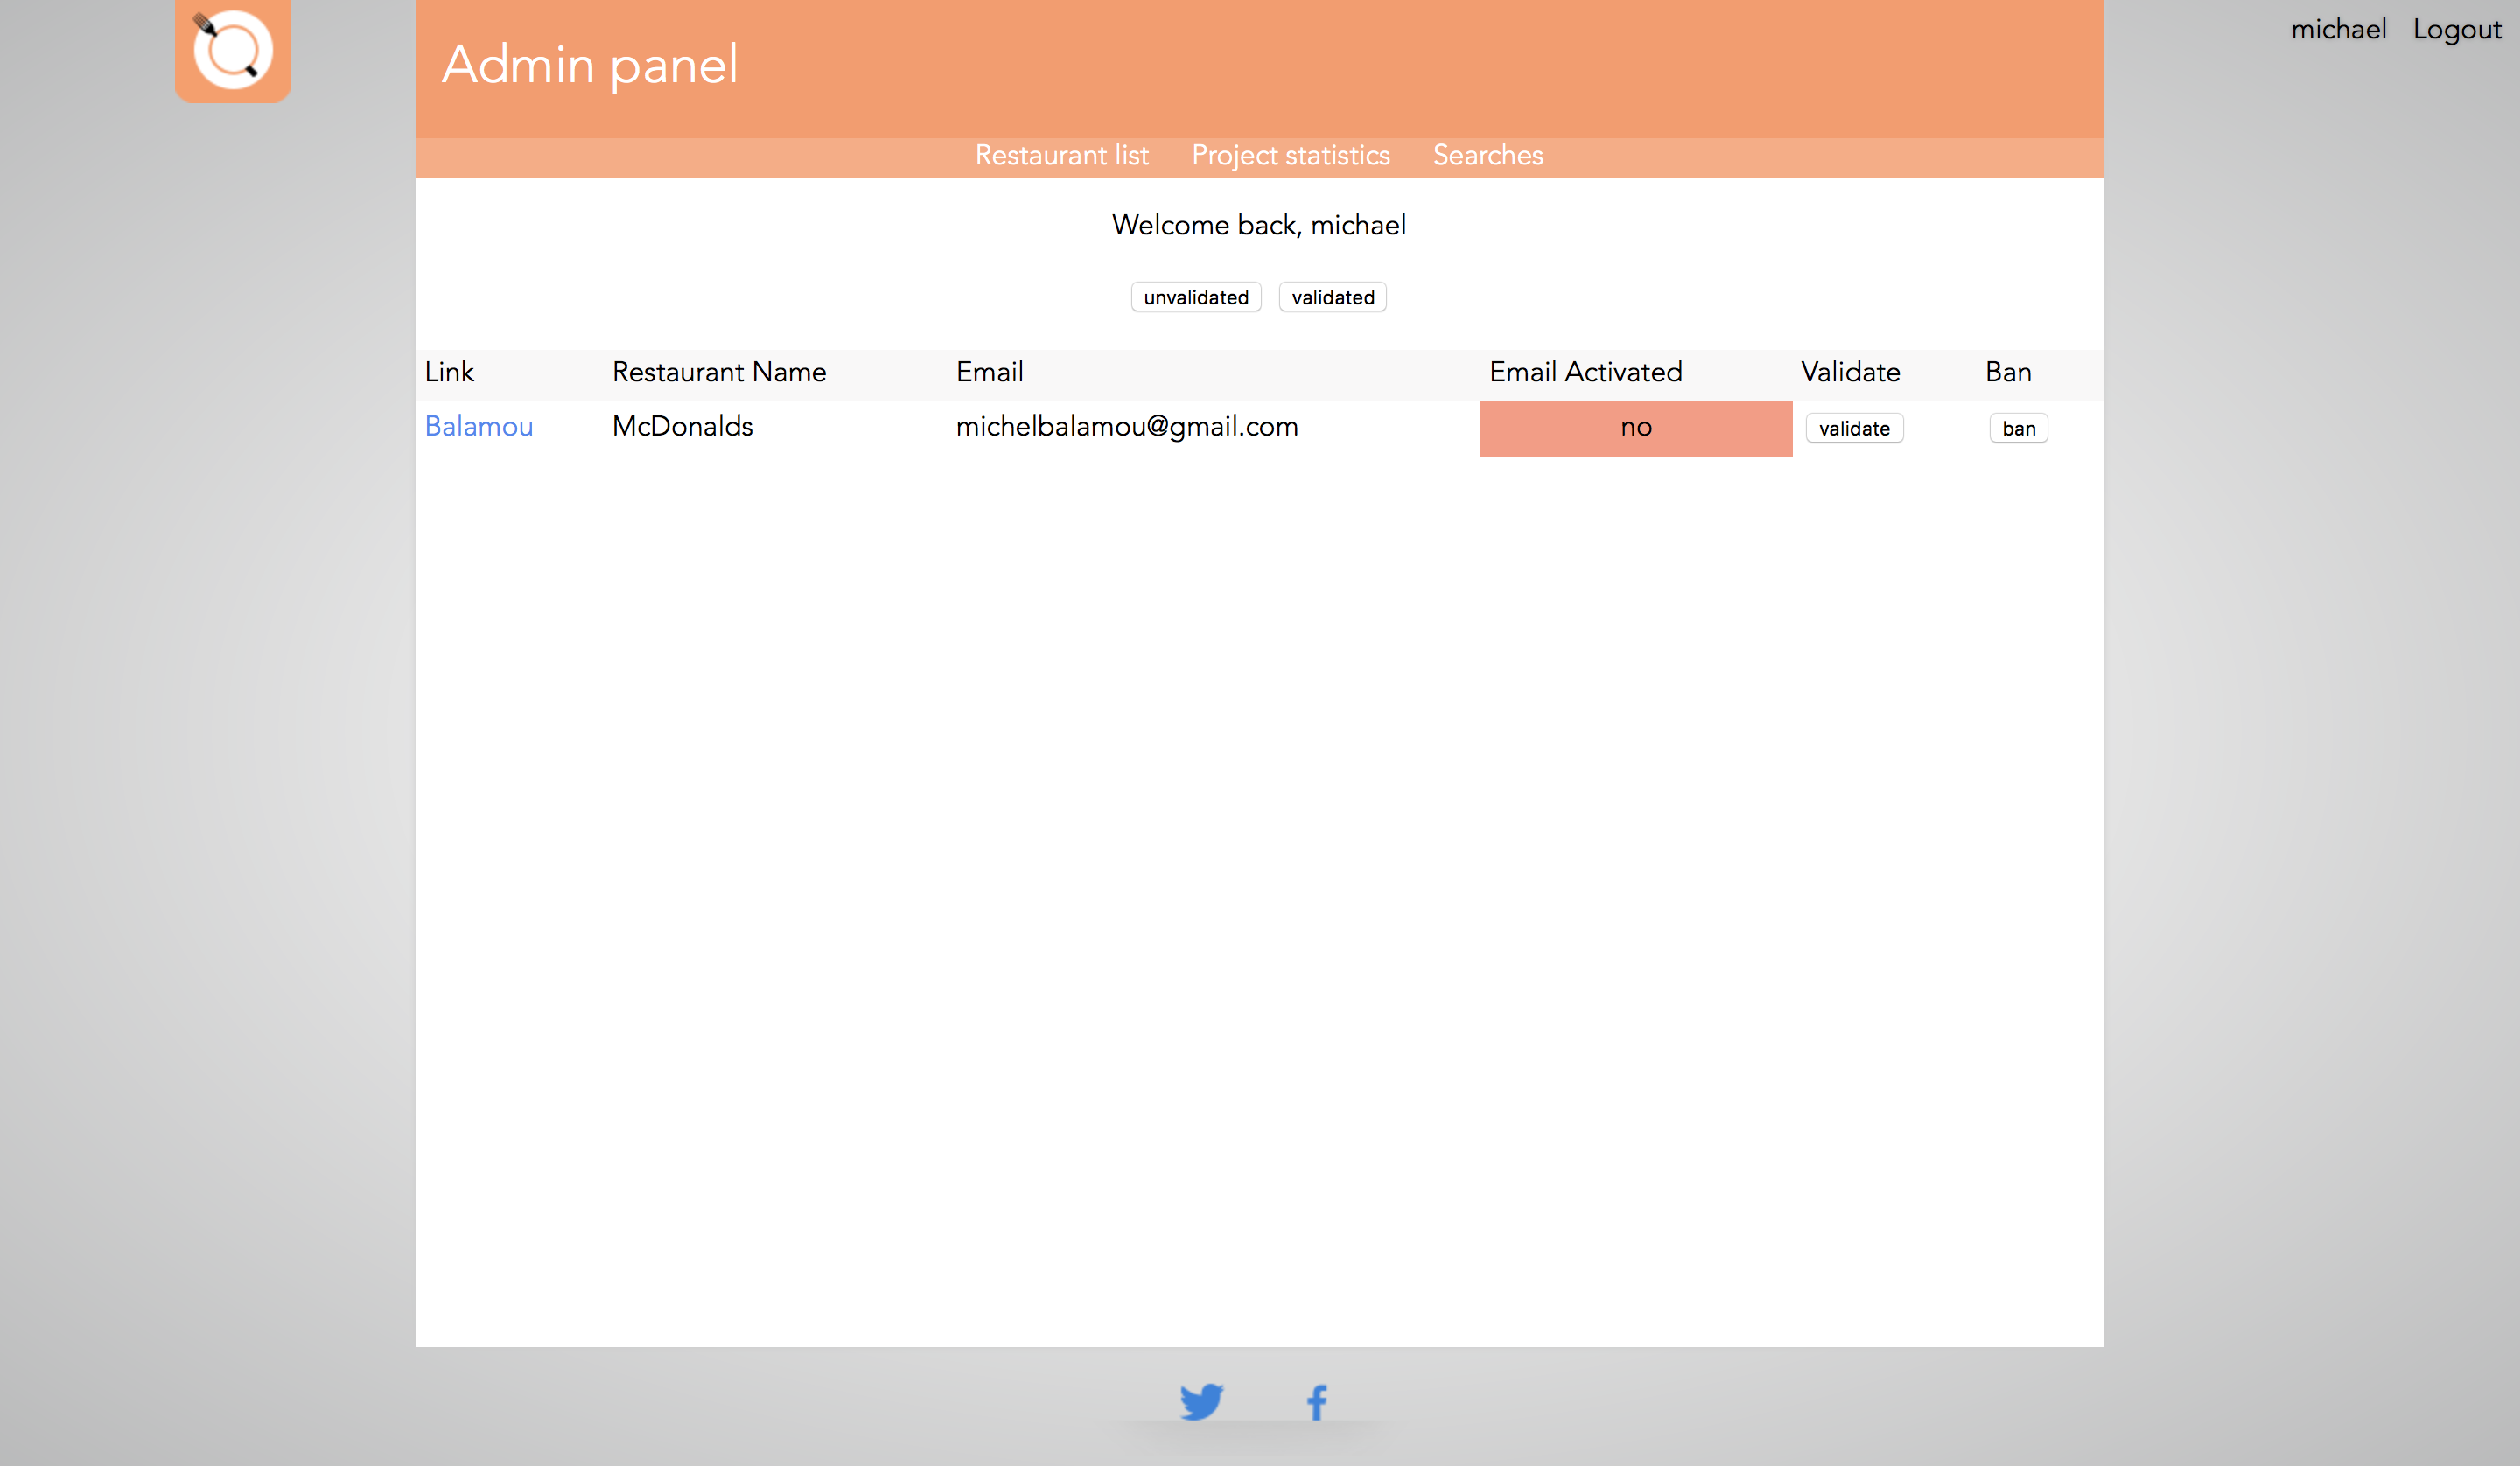 michael Logout
Admin panel
Restaurant list Project statistics Searches
Welcome back, michael
unvalidated validated
Link Restaurant Name Email Email Activated Validate Ban
Balamou McDonalds michelbalamou@gmail.com no validate ban